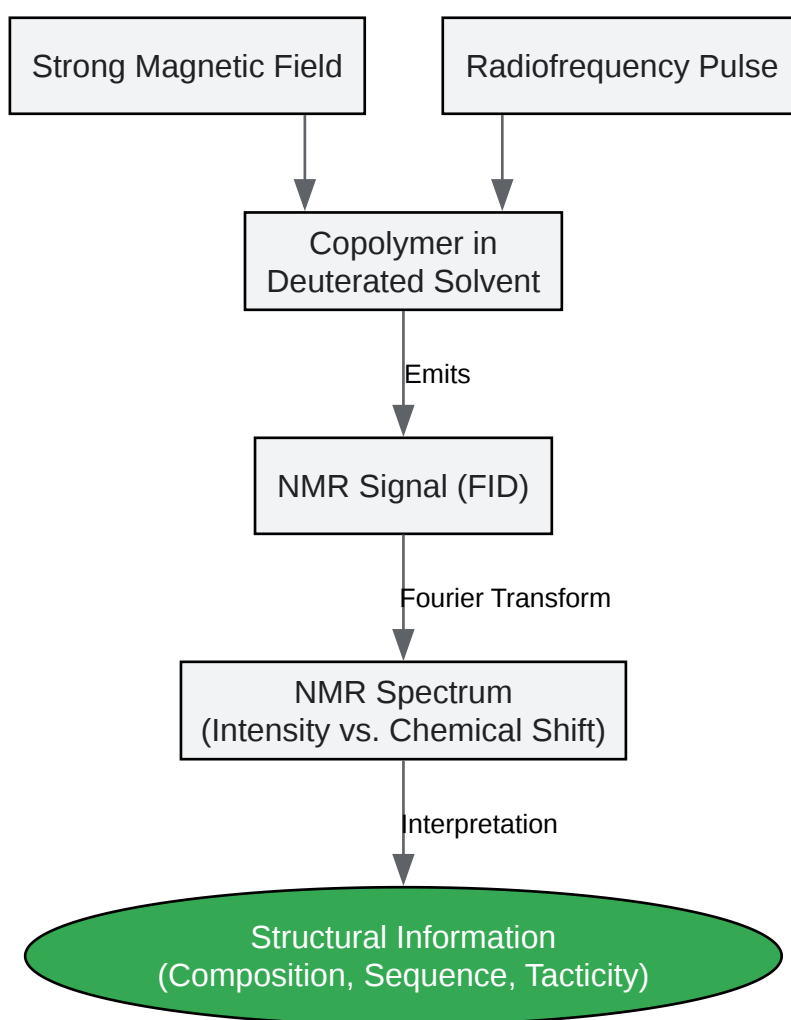 Strong Magnetic Field
Radiofrequency Pulse
Copolymer in
Deuterated Solvent
Emits
NMR Signal (FID)
Fourier Transform
NMR Spectrum
(Intensity vs. Chemical Shift)
Interpretation
Structural Information
(Composition, Sequence, Tacticity)